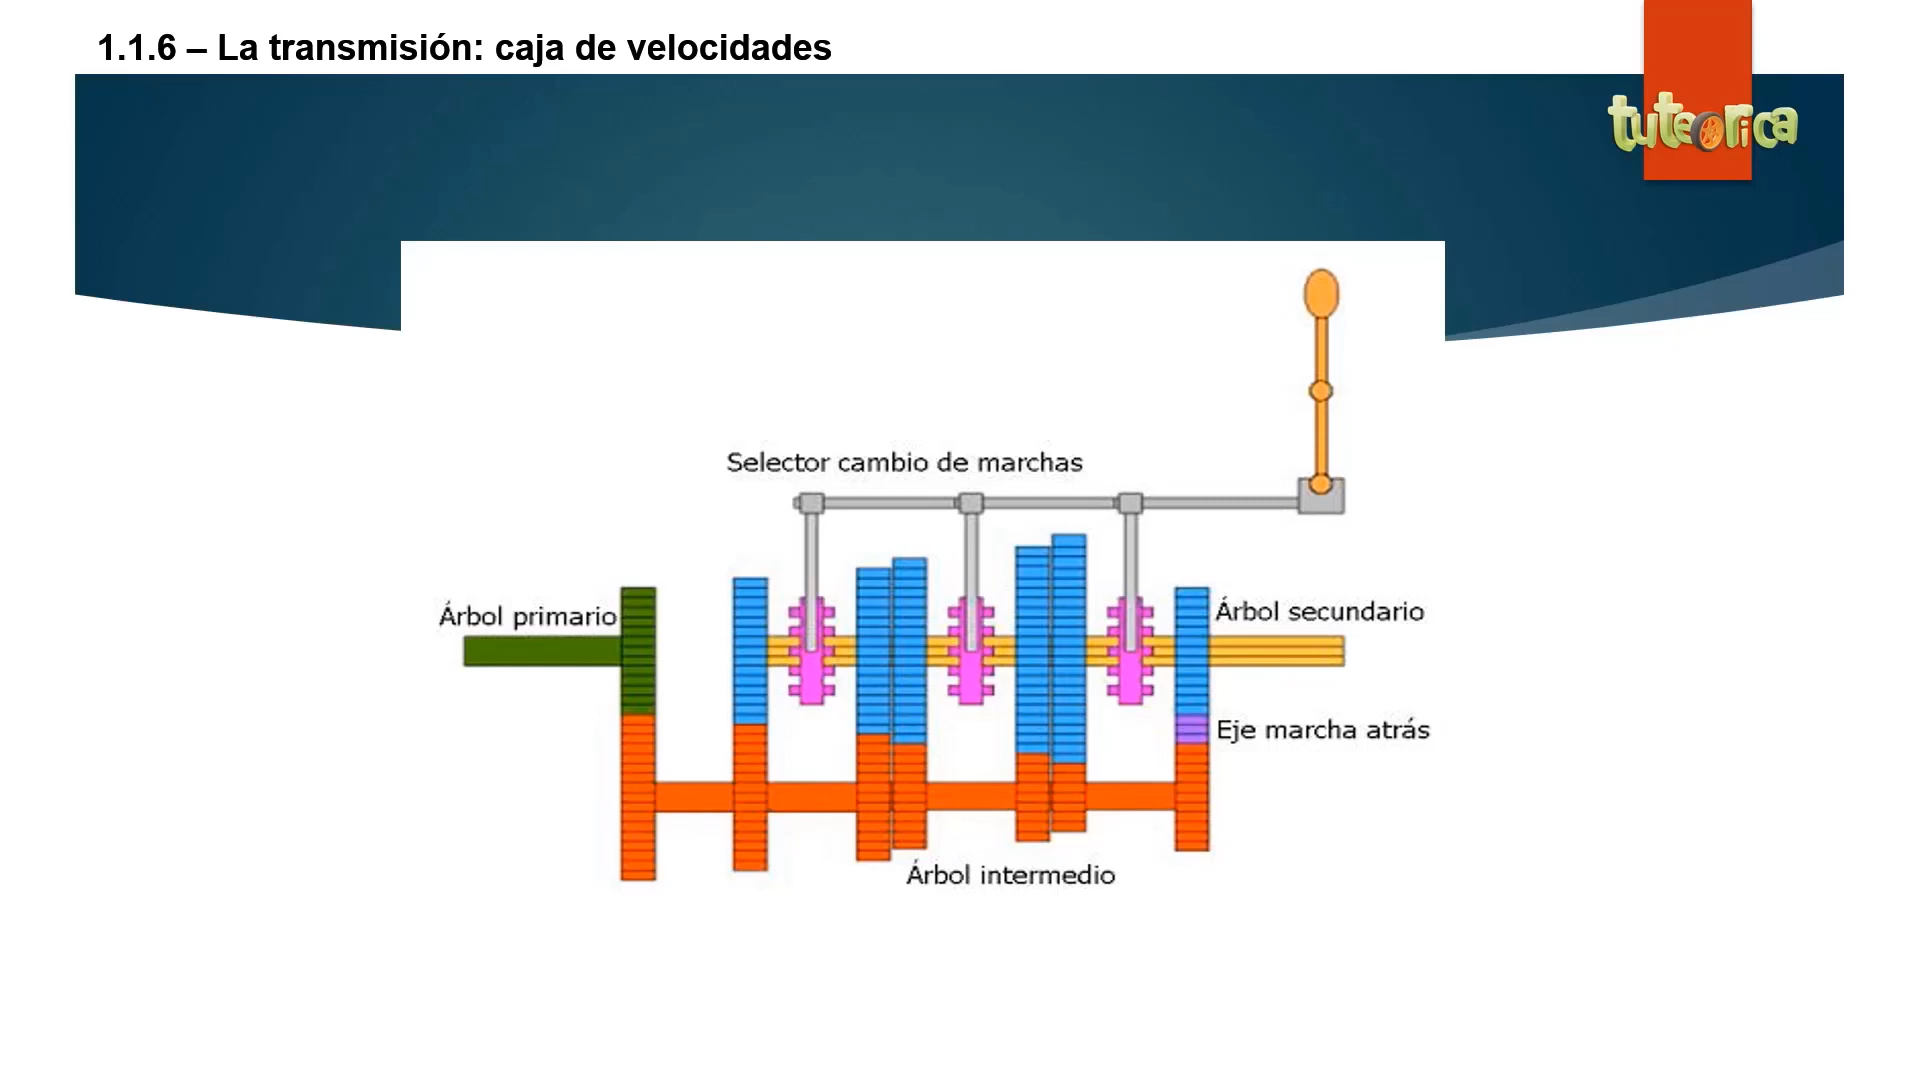 1.1.6 – La transmisión: caja de velocidades
tuteorica
Selector cambio de marchas
Árbol primario
Árbol secundario
Eje marcha atrás
Árbol intermedio